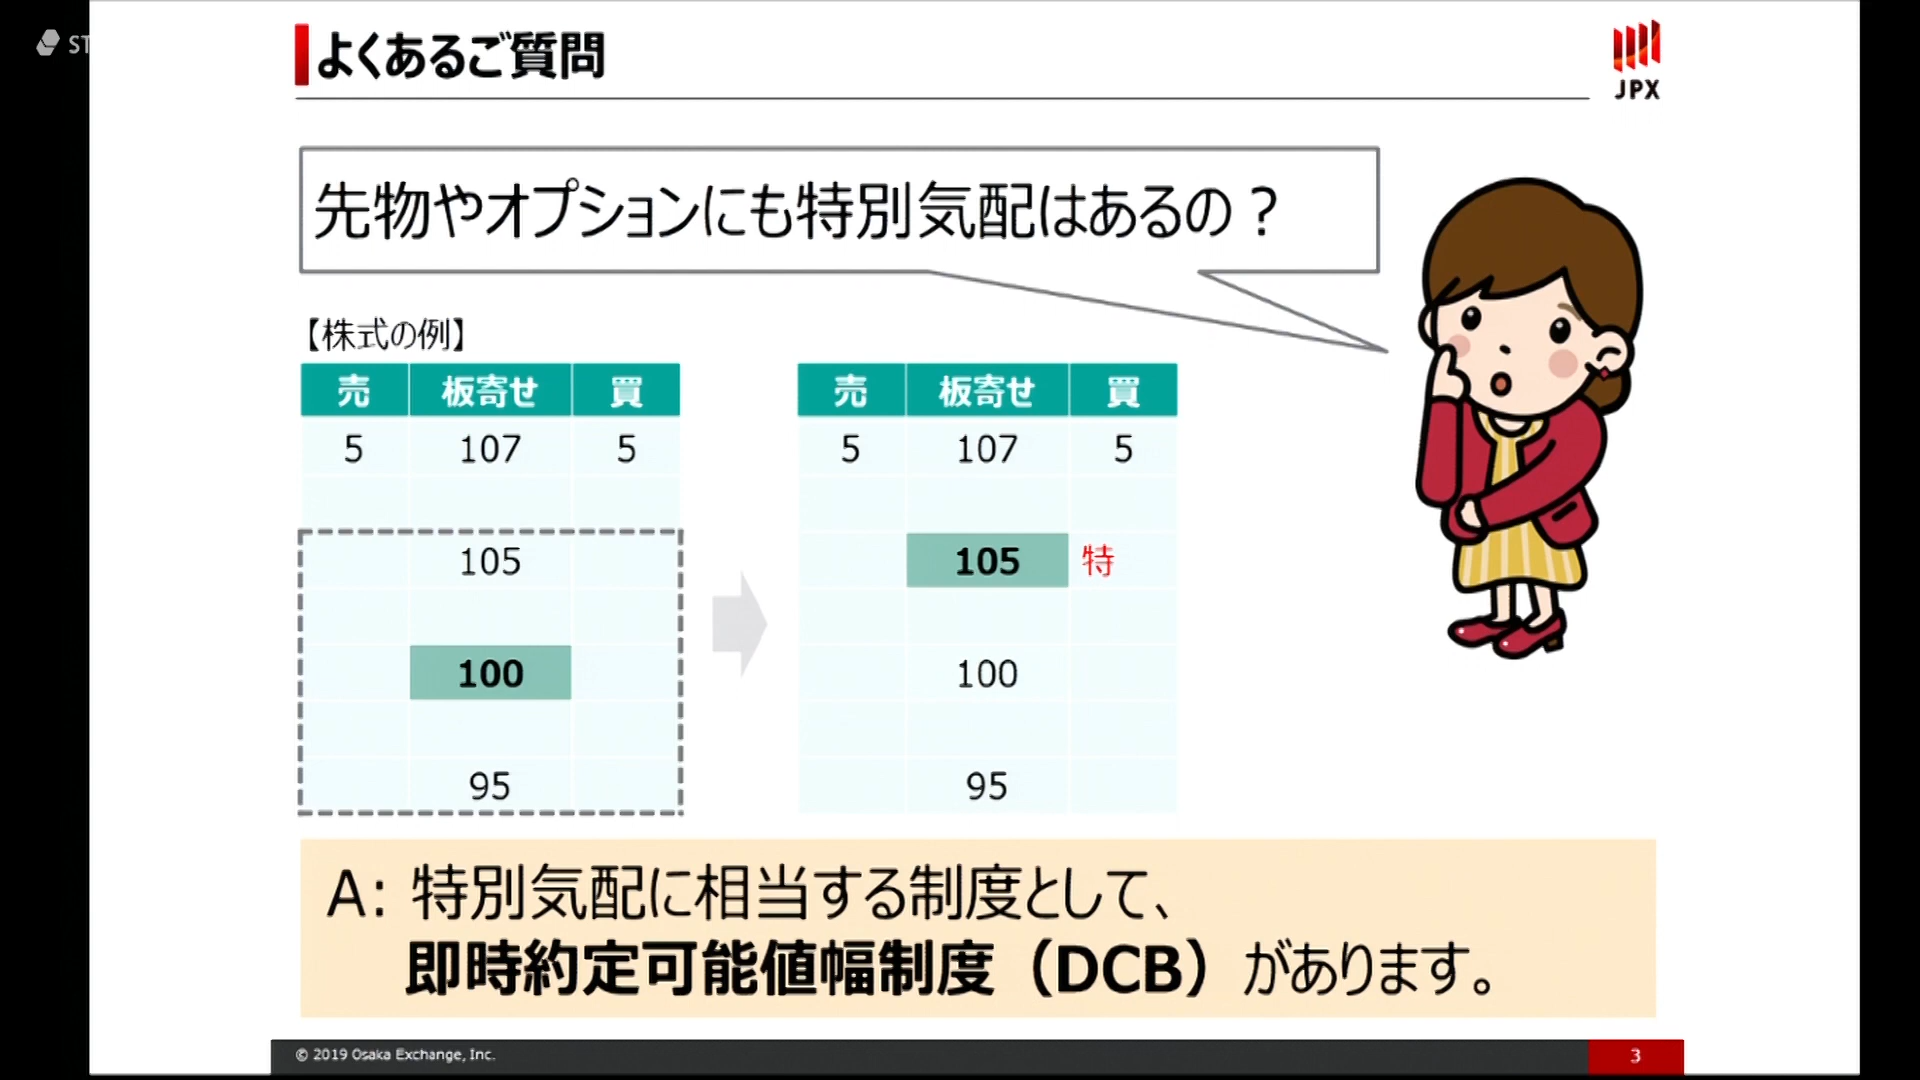 ST
よくあるご質問
JPX
先物やオプションにも特別気配はあるの？
【株式の例】
売 板寄せ 買
5 107 5
105
100
95
売 板寄せ 買
5 107 5
105 特
100
95
A: 特別気配に相当する制度として、
即時約定可能値幅制度（DCB）があります。
© 2019 Osaka Exchange, Inc.
3